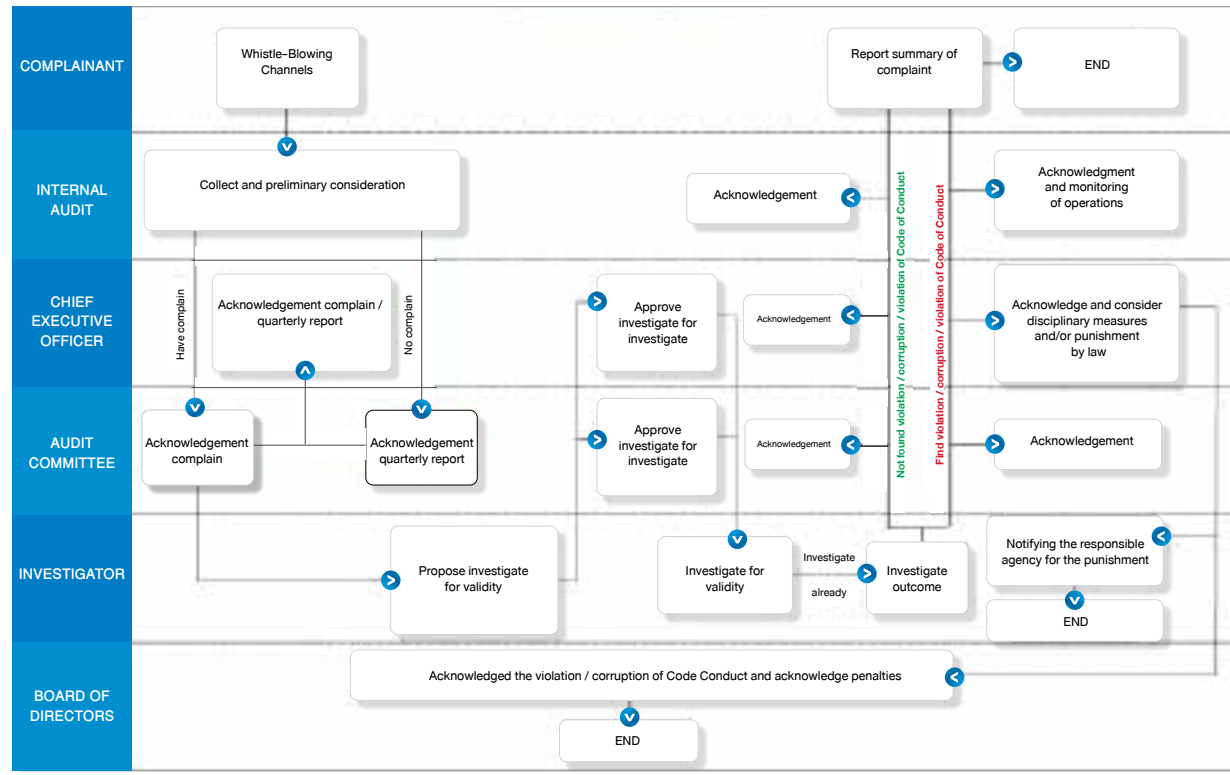 COMPLAINANT
Whistle-Blowing
Channels
Report summary of
complaint
END
INTERNAL
AUDIT
Collect and preliminary consideration
Acknowledgement
Acknowledgment
and monitoring
of operations
Not found violation / corruption / violation of Code of Conduct
Find violation / corruption / violation of Code of Conduct
CHIEF
EXECUTIVE
OFFICER
Have complain
Acknowledgement complain /
quarterly report
No complain
Approve
investigate for
investigate
Acknowledgement
Acknowledge and consider
disciplinary measures
and/or punishment
by law
AUDIT
COMMITTEE
Acknowledgement
complain
Acknowledgement
quarterly report
Approve
investigate for
investigate
Acknowledgement
Acknowledgement
INVESTIGATOR
Propose investigate
for validity
Investigate for
validity
Investigate
already
Investigate
outcome
Notifying the responsible
agency for the punishment
END
BOARD OF
DIRECTORS
Acknowledged the violation / corruption of Code Conduct and acknowledge penalties
END